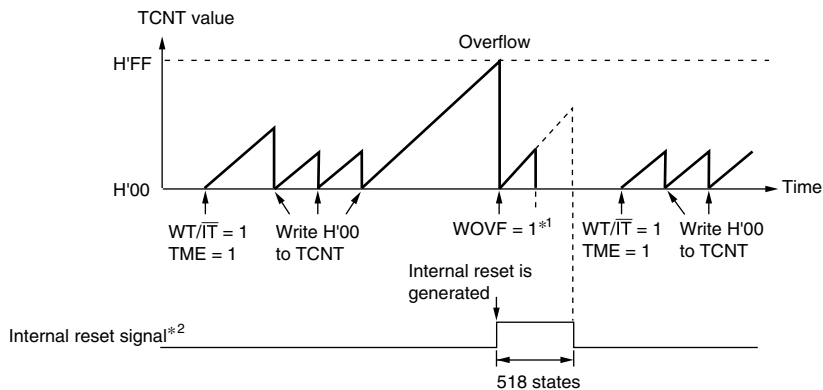 TCNT value
Overflow
H'FF
H'00
Time
WT/IT = 1
TME = 1
Write H'00
to TCNT
WOVF = 1*1
WT/IT = 1
TME = 1
Write H'00
to TCNT
Internal reset is
generated
Internal reset signal*2
518 states